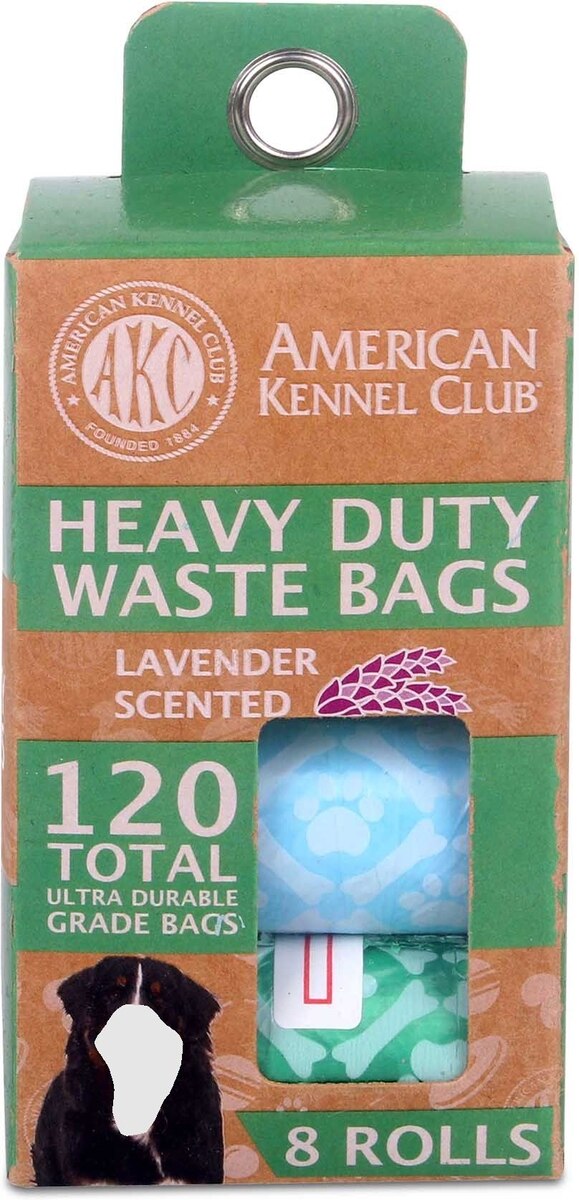 AMERICAN KENNEL CLUB
AKC
FOUNDED 1884
AMERICAN
KENNEL CLUB®
HEAVY DUTY
WASTE BAGS
LAVENDER
SCENTED
120
TOTAL
ULTRA DURABLE
GRADE BAGS
8 ROLLS